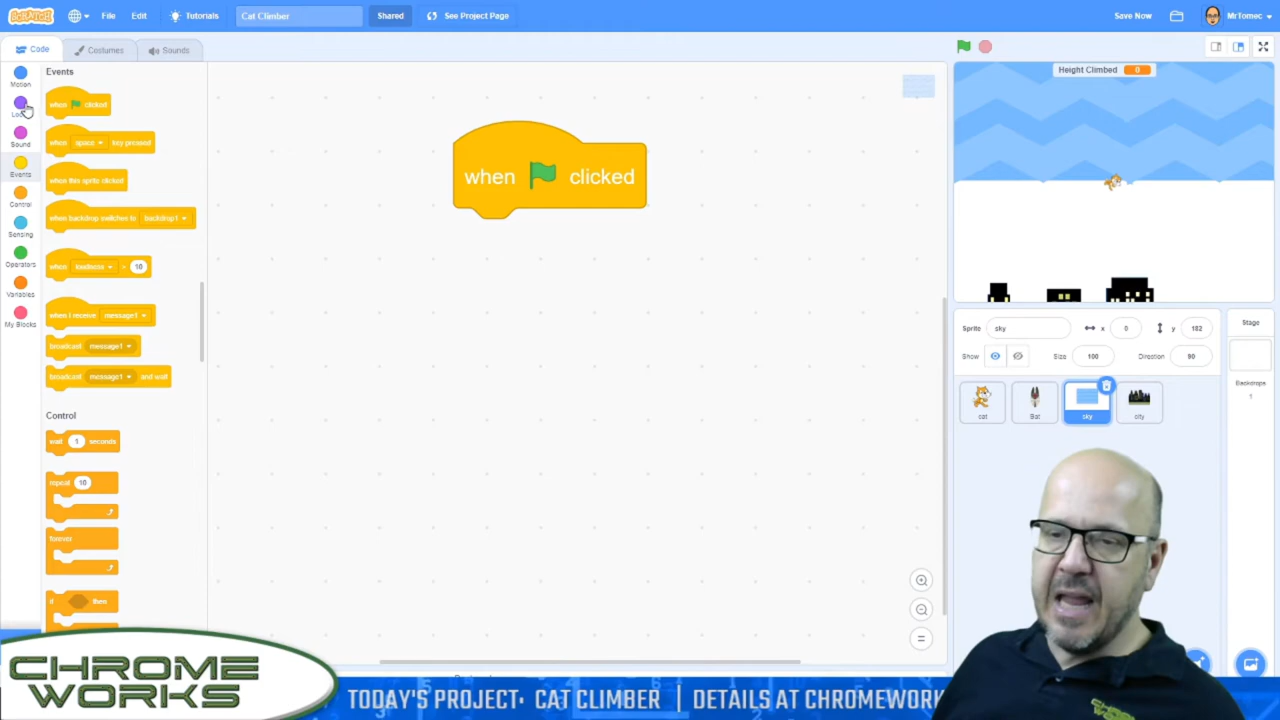 SCRATCH File Edit Tutorials Cat Climber Shared See Project Page Save Now MrTomec
Code Costumes Sounds
Motion
Sound
Events
Control
Sensing
Operators
Variables
My Blocks
Events
when clicked
when space key pressed
when this sprite clicked
when backdrop switches to backdrop1
when loudness > 10
when I receive message1
broadcast message1
broadcast message1 and wait
Control
wait 1 seconds
repeat 10
forever
if then
when clicked
Height Climbed 0
Sprite sky x 0 y 182
Show Size 100 Direction 90
cat Bat sky city
Stage
Backdrops
1
CHROME
WORKS
TODAY'S PROJECT: CAT CLIMBER | DETAILS AT CHROMEWORK